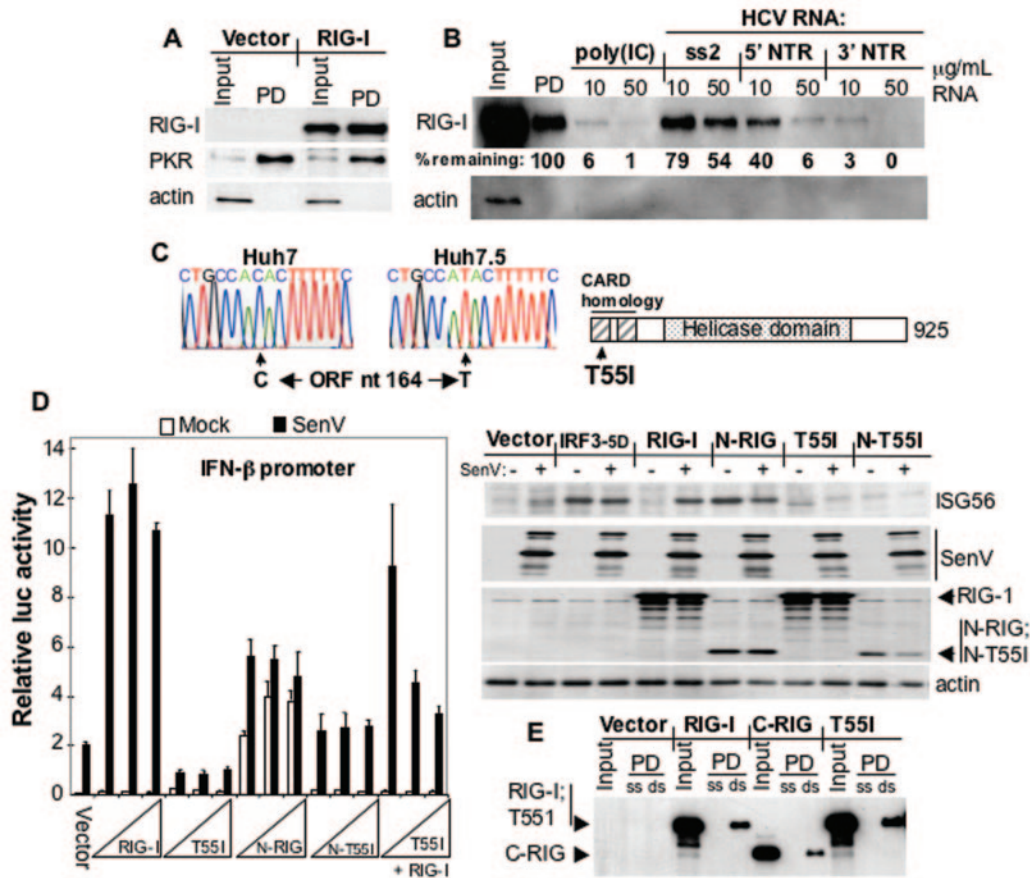 A
Vector RIG-I
Input PD Input PD
RIG-I
PKR
actin
B
HCV RNA:
poly(IC) ss2 5' NTR 3' NTR
Input PD 10 50 10 50 10 50 10 50 μg/mL RNA
RIG-I
% remaining: 100 6 1 79 54 40 6 3 0
actin
C
Huh7 Huh7.5
CTGCCACACTTTTTC CTGCCATACTTTTTC
C ORF nt 164 T
CARD
homology
Helicase domain 925
T55I
D
Mock SenV
IFN-β promoter
Relative luc activity
14
12
10
8
6
4
2
0
Vector RIG-I T55I N-RIG N-T55I T55I
+ RIG-I
Vector IRF3-5D RIG-I N-RIG T55I N-T55I
SenV: - + - + - + - + - + - +
ISG56
SenV
RIG-1
N-RIG;
N-T55I
actin
E
Vector RIG-I C-RIG T55I
Input PD Input PD Input PD Input PD
ss ds ss ds ss ds ss ds
RIG-I;
T551
C-RIG